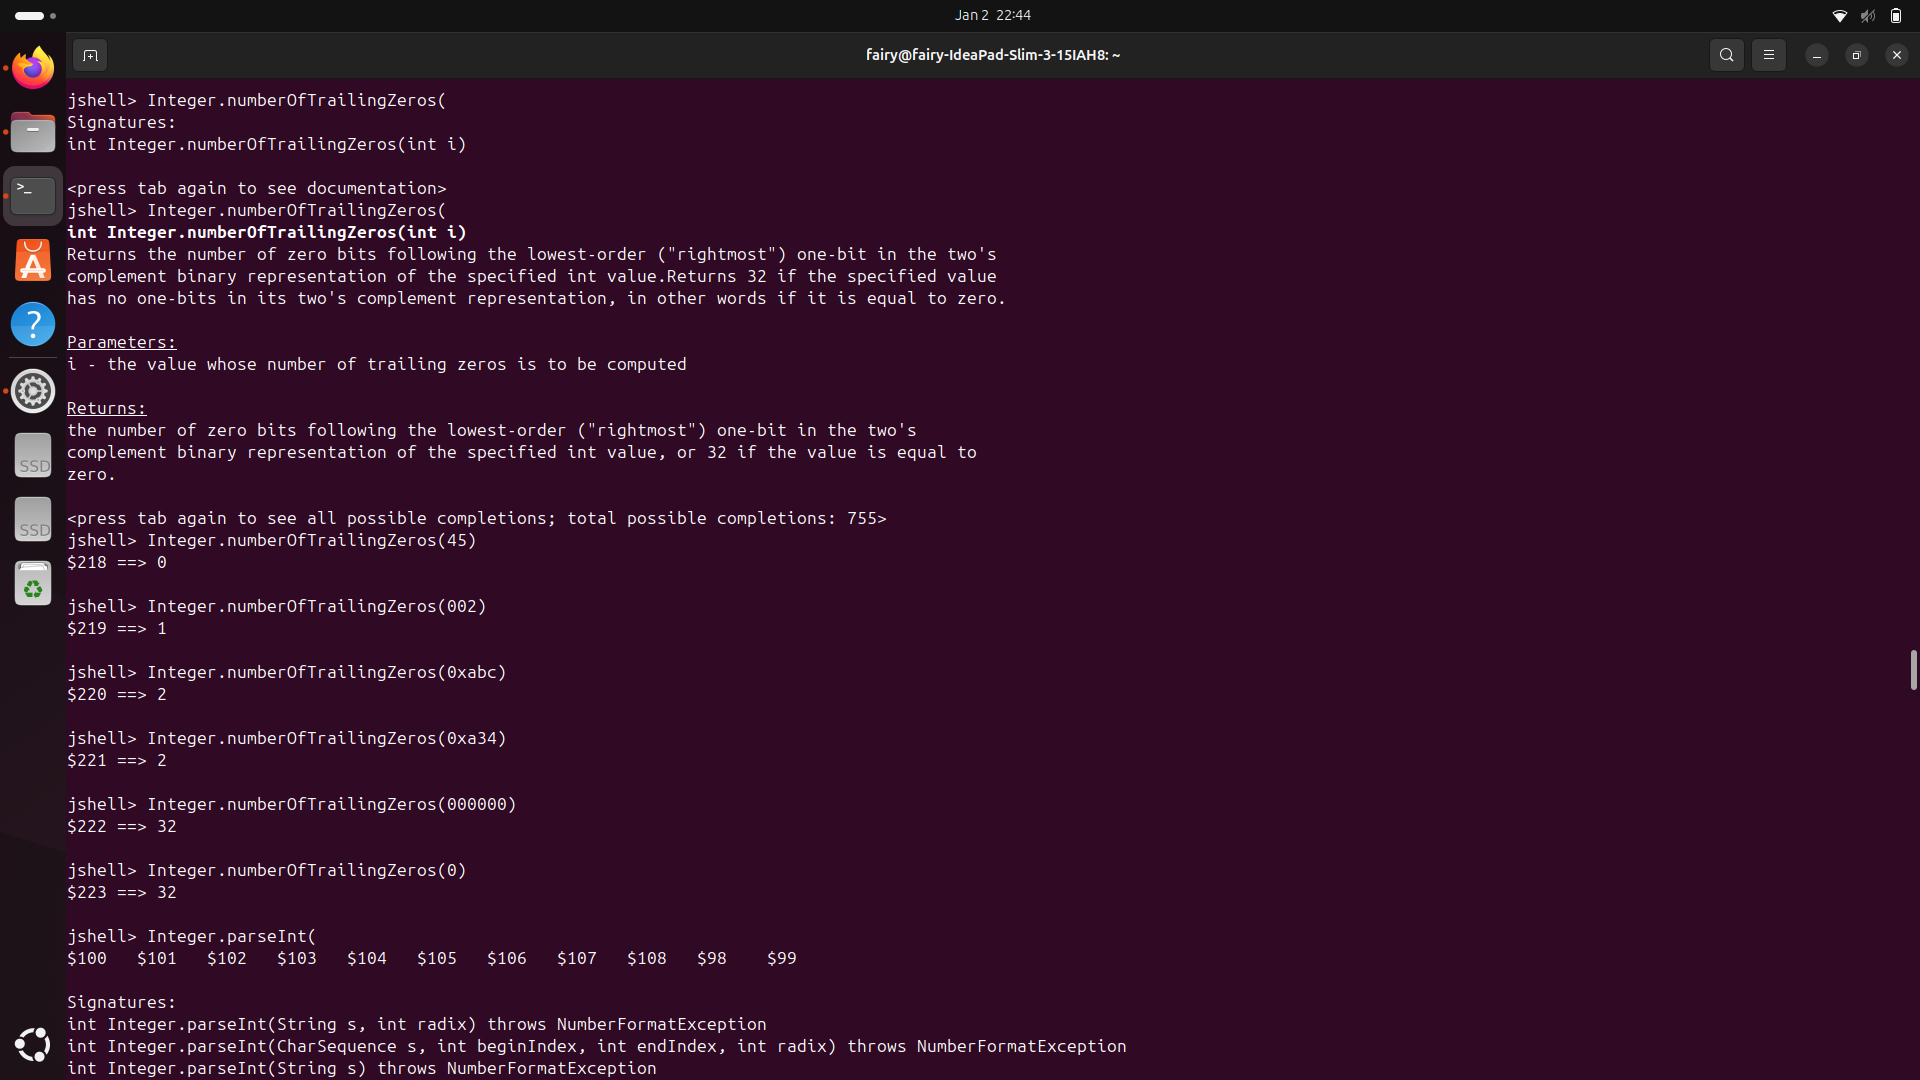 Jan 2 22:44
fairy@fairy-IdeaPad-Slim-3-15IAH8: ~
jshell> Integer.numberOfTrailingZeros(
Signatures:
int Integer.numberOfTrailingZeros(int i)
<press tab again to see documentation>
jshell> Integer.numberOfTrailingZeros(
int Integer.numberOfTrailingZeros(int i)
Returns the number of zero bits following the lowest-order ("rightmost") one-bit in the two's
complement binary representation of the specified int value.Returns 32 if the specified value
has no one-bits in its two's complement representation, in other words if it is equal to zero.
Parameters:
i - the value whose number of trailing zeros is to be computed
Returns:
the number of zero bits following the lowest-order ("rightmost") one-bit in the two's
complement binary representation of the specified int value, or 32 if the value is equal to
zero.
<press tab again to see all possible completions; total possible completions: 755>
jshell> Integer.numberOfTrailingZeros(45)
$218 ==> 0
jshell> Integer.numberOfTrailingZeros(002)
$219 ==> 1
jshell> Integer.numberOfTrailingZeros(0xabc)
$220 ==> 2
jshell> Integer.numberOfTrailingZeros(0xa34)
$221 ==> 2
jshell> Integer.numberOfTrailingZeros(000000)
$222 ==> 32
jshell> Integer.numberOfTrailingZeros(0)
$223 ==> 32
jshell> Integer.parseInt(
$100 $101 $102 $103 $104 $105 $106 $107 $108 $98 $99
Signatures:
int Integer.parseInt(String s, int radix) throws NumberFormatException
int Integer.parseInt(CharSequence s, int beginIndex, int endIndex, int radix) throws NumberFormatException
int Integer.parseInt(String s) throws NumberFormatException
>_
A
?
SSD
SSD